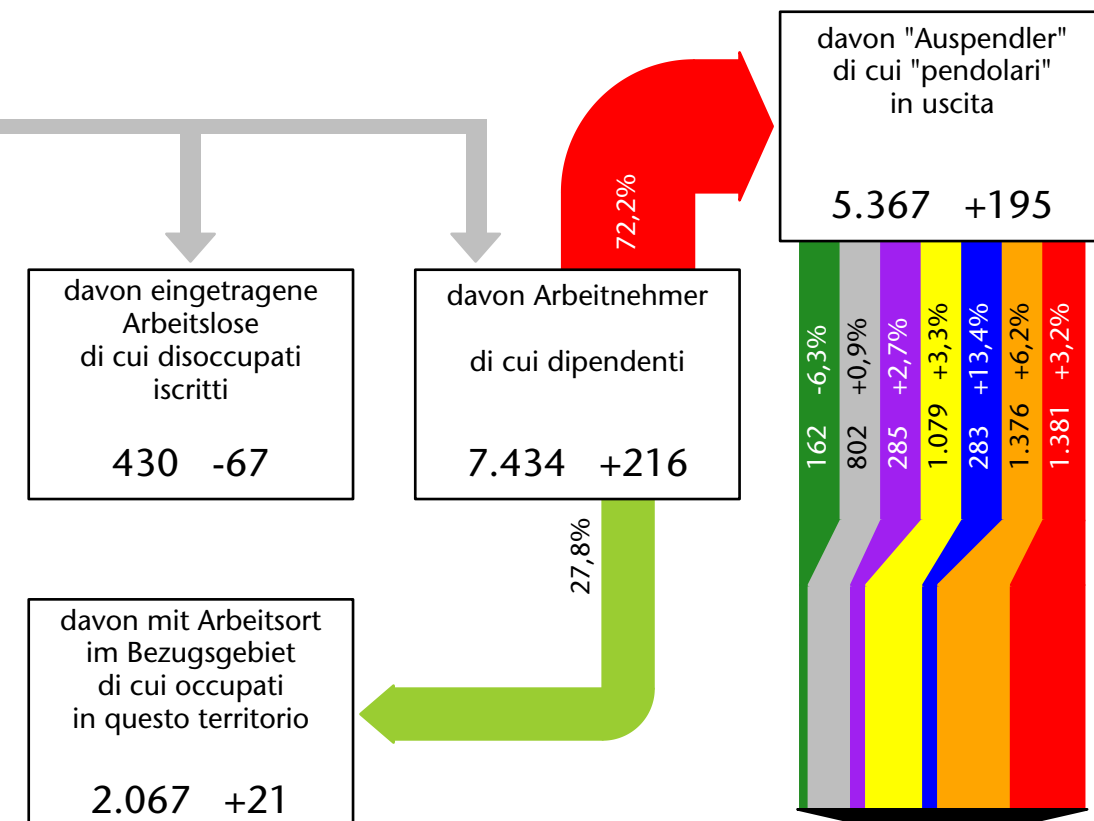 davon "Auspendler"
di cui "pendolari"
in uscita
5.367 +195
72,2%
davon eingetragene
Arbeitslose
di cui disoccupati
iscritti
430 -67
davon Arbeitnehmer
di cui dipendenti
7.434 +216
162 -6,3%
802 +0,9%
285 +2,7%
1.079 +3,3%
283 +13,4%
1.376 +6,2%
1.381 +3,2%
27,8%
davon mit Arbeitsort
im Bezugsgebiet
di cui occupati
in questo territorio
2.067 +21